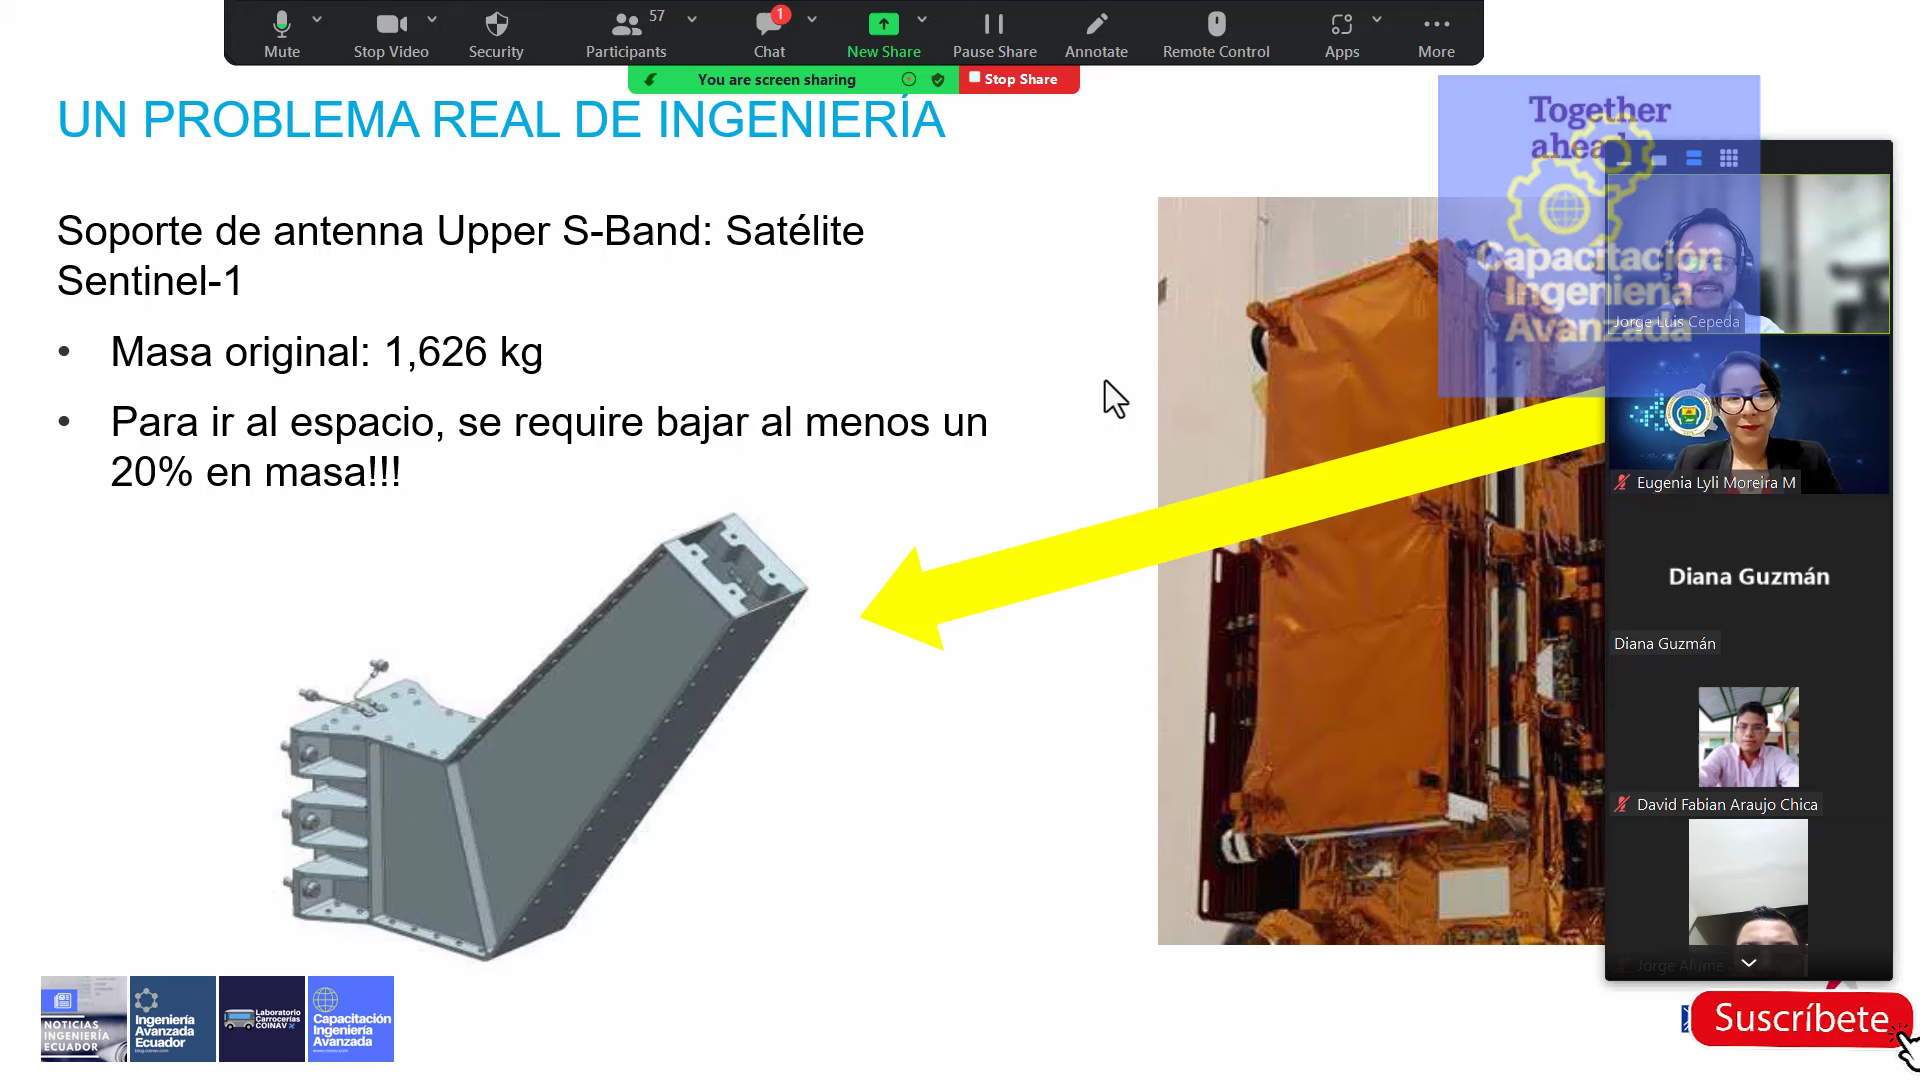 Mute
Stop Video
Security
Participants
57
Chat
1
New Share
Pause Share
Annotate
Remote Control
Apps
More
You are screen sharing
Stop Share
UN PROBLEMA REAL DE INGENIERÍA
Together
ahead
Capacitación
Ingeniería
Avanzada
Jorge Luis Cepeda
Soporte de antenna Upper S-Band: Satélite
Sentinel-1
• Masa original: 1,626 kg
• Para ir al espacio, se require bajar al menos un
20% en masa!!!
Eugenia Lyli Moreira M
Diana Guzmán
Diana Guzmán
David Fabian Araujo Chica
Jorge Alume
NOTICIAS
INGENIERÍA
ECUADOR
Ingeniería
Avanzada
Ecuador
Laboratorio
Carrocerías
COINAV
Capacitación
Ingeniería
Avanzada
Suscríbete